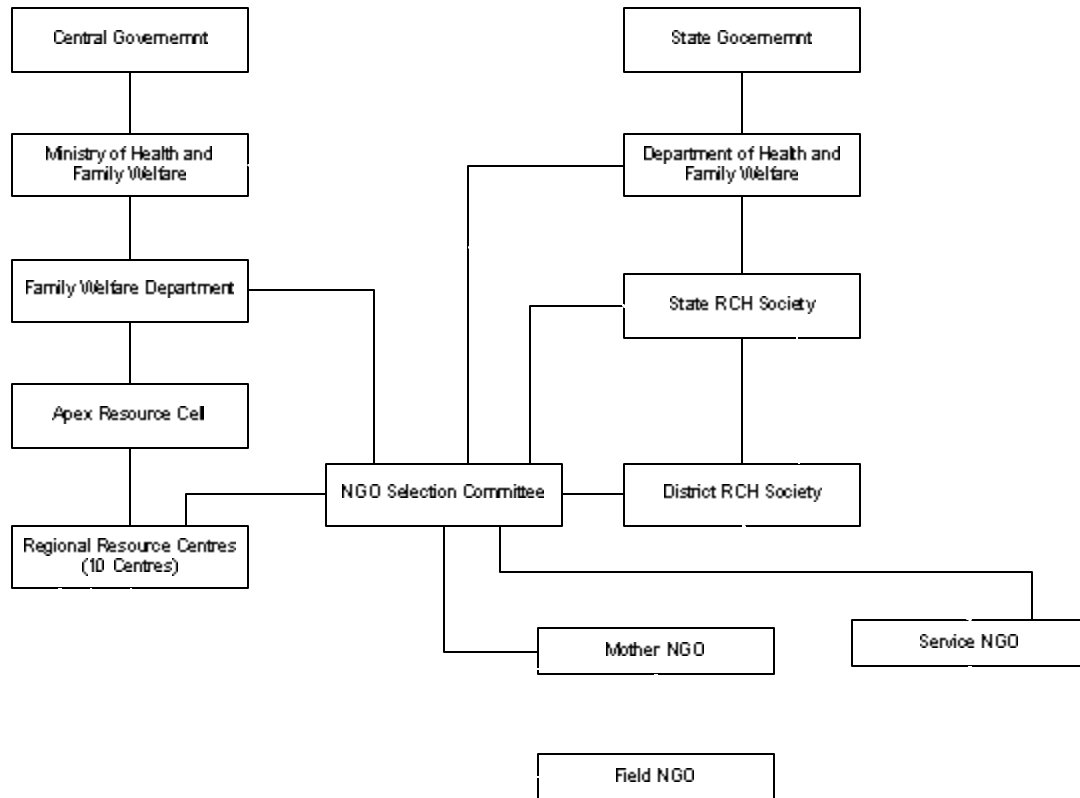 Central Governemnt
State Gocernemnt
Ministry of Health and
Family Welfare
Department of Health and
Family Welfare
Family Welfare Department
State RCH Society
Apex Resource Cell
NGO Selection Committee
District RCH Society
Regional Resource Centres
(10 Centres)
Mother NGO
Service NGO
Field NGO